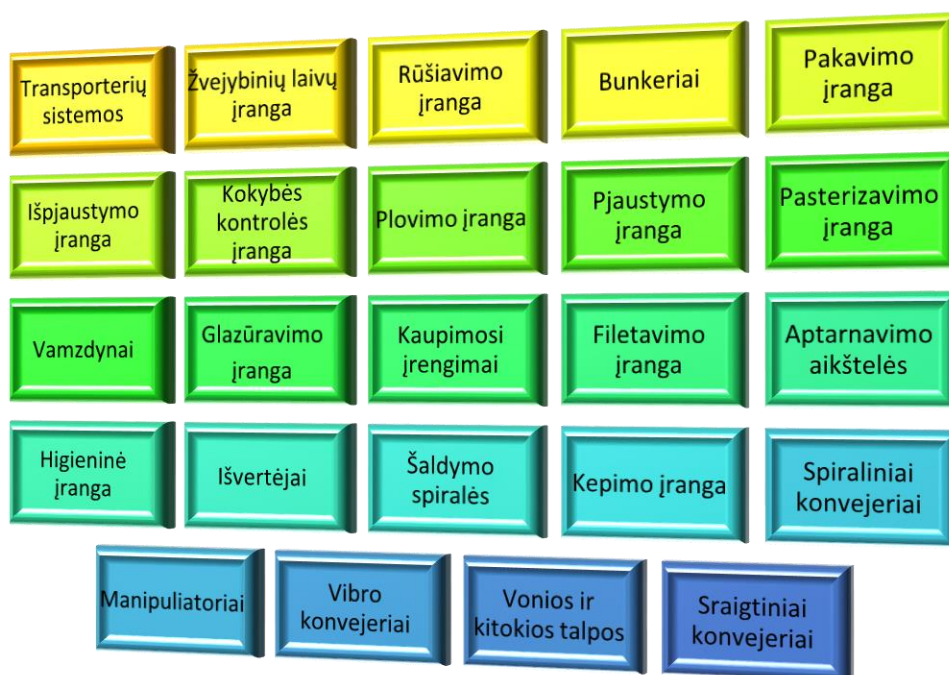 Transporterių
sistemos
Žvejybinių laivų
įranga
Rūšiavimo
įranga
Bunkeriai
Pakavimo
įranga
Išpjaustymo
įranga
Kokybės
kontrolės
įranga
Plovimo įranga
Pjaustymo
įranga
Pasterizavimo
įranga
Vamzdynai
Glazūravimo
įranga
Kaupimosi
įrengimai
Filetavimo
įranga
Aptarnavimo
aikštelės
Higieninė
įranga
Išvertėjai
Šaldymo
spiralės
Kepimo įranga
Spiraliniai
konvejeriai
Manipuliatoriai
Vibro
konvejeriai
Vonios ir
kitokios talpos
Sraigtiniai
konvejeriai